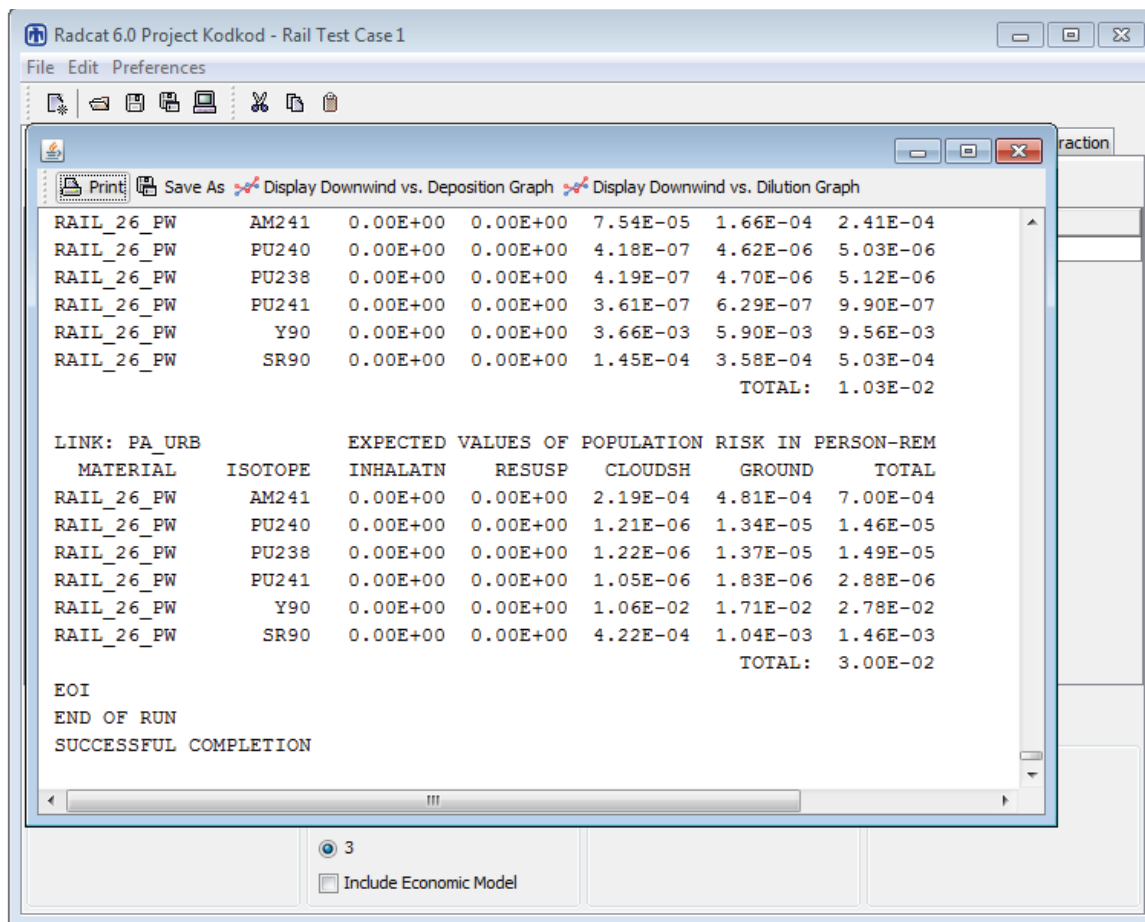 Radcat 6.0 Project Kodkod - Rail Test Case 1
File Edit Preferences
raction
Print Save As Display Downwind vs. Deposition Graph Display Downwind vs. Dilution Graph
RAIL_26_PW AM241 0.00E+00 0.00E+00 7.54E-05 1.66E-04 2.41E-04
RAIL_26_PW PU240 0.00E+00 0.00E+00 4.18E-07 4.62E-06 5.03E-06
RAIL_26_PW PU238 0.00E+00 0.00E+00 4.19E-07 4.70E-06 5.12E-06
RAIL_26_PW PU241 0.00E+00 0.00E+00 3.61E-07 6.29E-07 9.90E-07
RAIL_26_PW Y90 0.00E+00 0.00E+00 3.66E-03 5.90E-03 9.56E-03
RAIL_26_PW SR90 0.00E+00 0.00E+00 1.45E-04 3.58E-04 5.03E-04
TOTAL: 1.03E-02
LINK: PA_URB EXPECTED VALUES OF POPULATION RISK IN PERSON-REM
MATERIAL ISOTOPE INHALATN RESUSP CLOUDSH GROUND TOTAL
RAIL_26_PW AM241 0.00E+00 0.00E+00 2.19E-04 4.81E-04 7.00E-04
RAIL_26_PW PU240 0.00E+00 0.00E+00 1.21E-06 1.34E-05 1.46E-05
RAIL_26_PW PU238 0.00E+00 0.00E+00 1.22E-06 1.37E-05 1.49E-05
RAIL_26_PW PU241 0.00E+00 0.00E+00 1.05E-06 1.83E-06 2.88E-06
RAIL_26_PW Y90 0.00E+00 0.00E+00 1.06E-02 1.71E-02 2.78E-02
RAIL_26_PW SR90 0.00E+00 0.00E+00 4.22E-04 1.04E-03 1.46E-03
TOTAL: 3.00E-02
EOI
END OF RUN
SUCCESSFUL COMPLETION
3
Include Economic Model